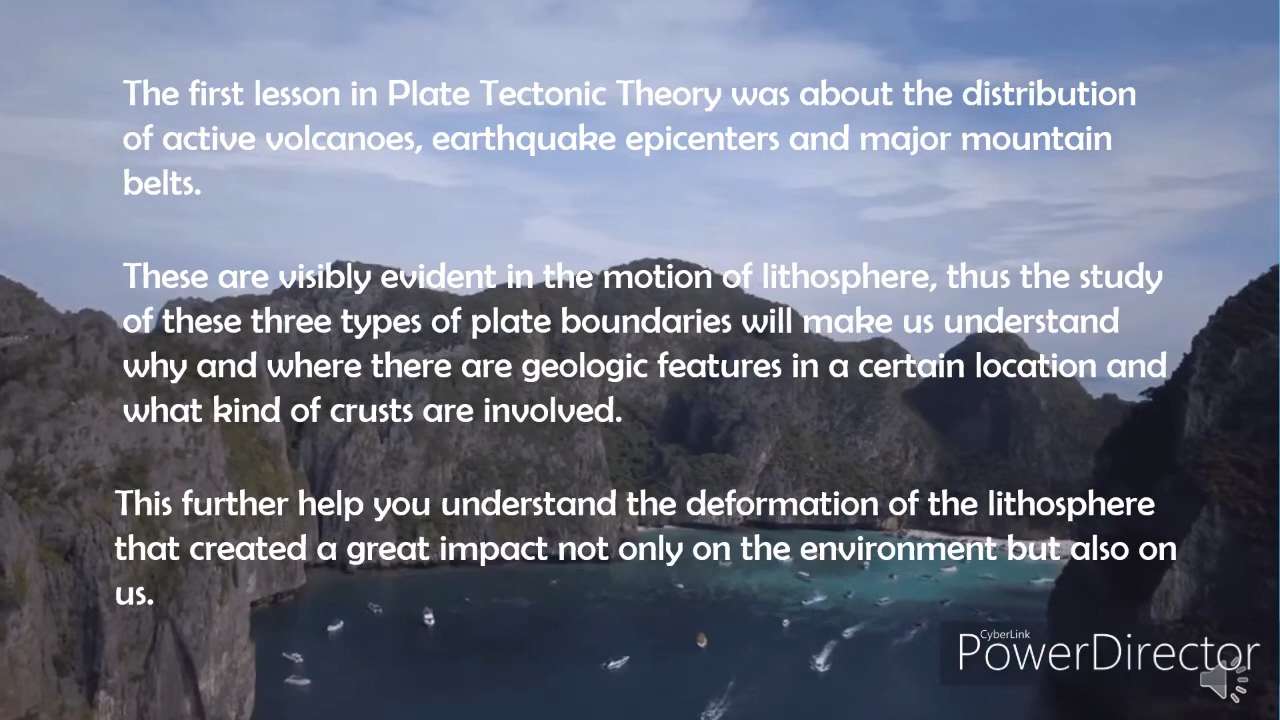 The first lesson in Plate Tectonic Theory was about the distribution
of active volcanoes, earthquake epicenters and major mountain
belts.
These are visibly evident in the motion of lithosphere, thus the study
of these three types of plate boundaries will make us understand
why and where there are geologic features in a certain location and
what kind of crusts are involved.
This further help you understand the deformation of the lithosphere
that created a great impact not only on the environment but also on
us.
CyberLink
PowerDirector